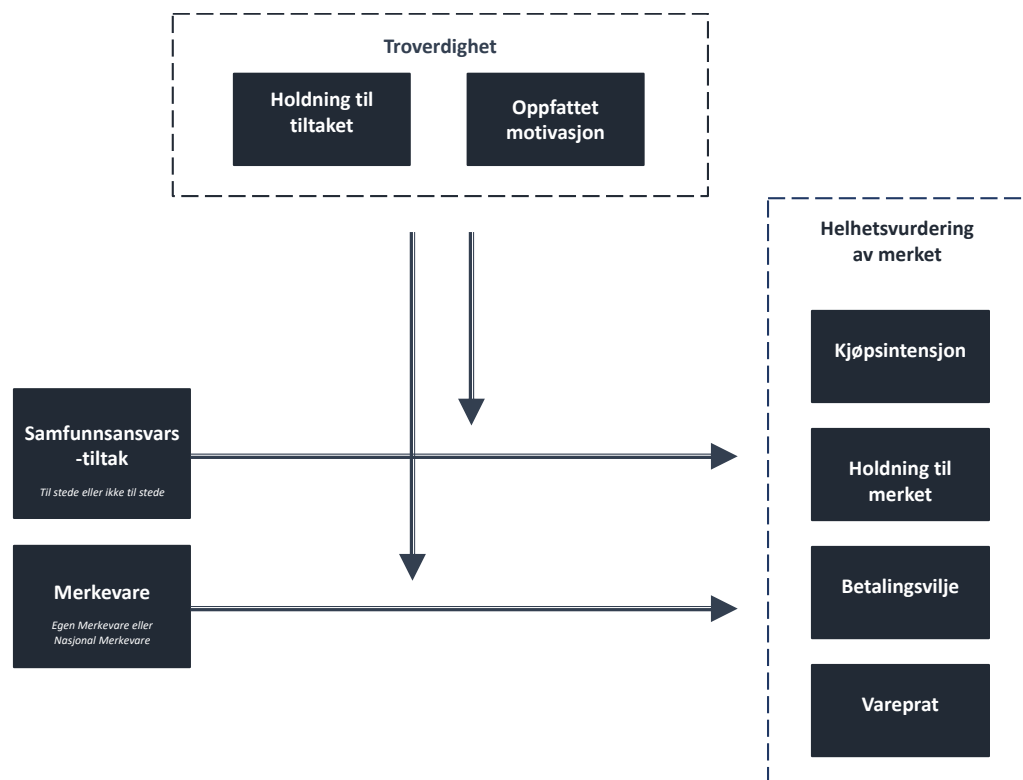 Troverdighet
Holdning til
tiltaket
Oppfattet
motivasjon
Helhetsvurdering
av merket
Kjøpsintensjon
Samfunnsansvars
-tiltak
Til stede eller ikke til stede
Holdning til
merket
Merkevare
Egen Merkevare eller
Nasjonal Merkevare
Betalingsvilje
Vareprat